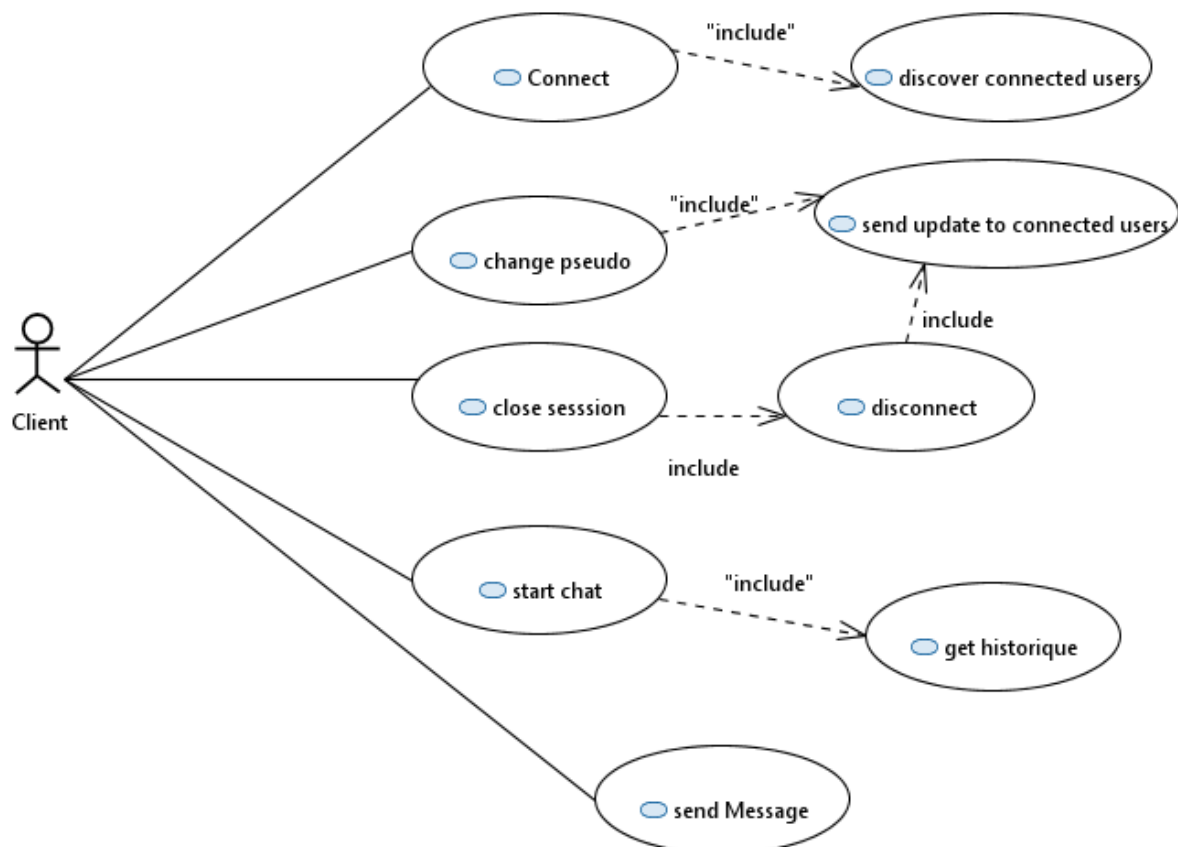 "include"
Connect
discover connected users
"include"
send update to connected users
change pseudo
include
Client
close sesssion
disconnect
include
"include"
start chat
get historique
send Message